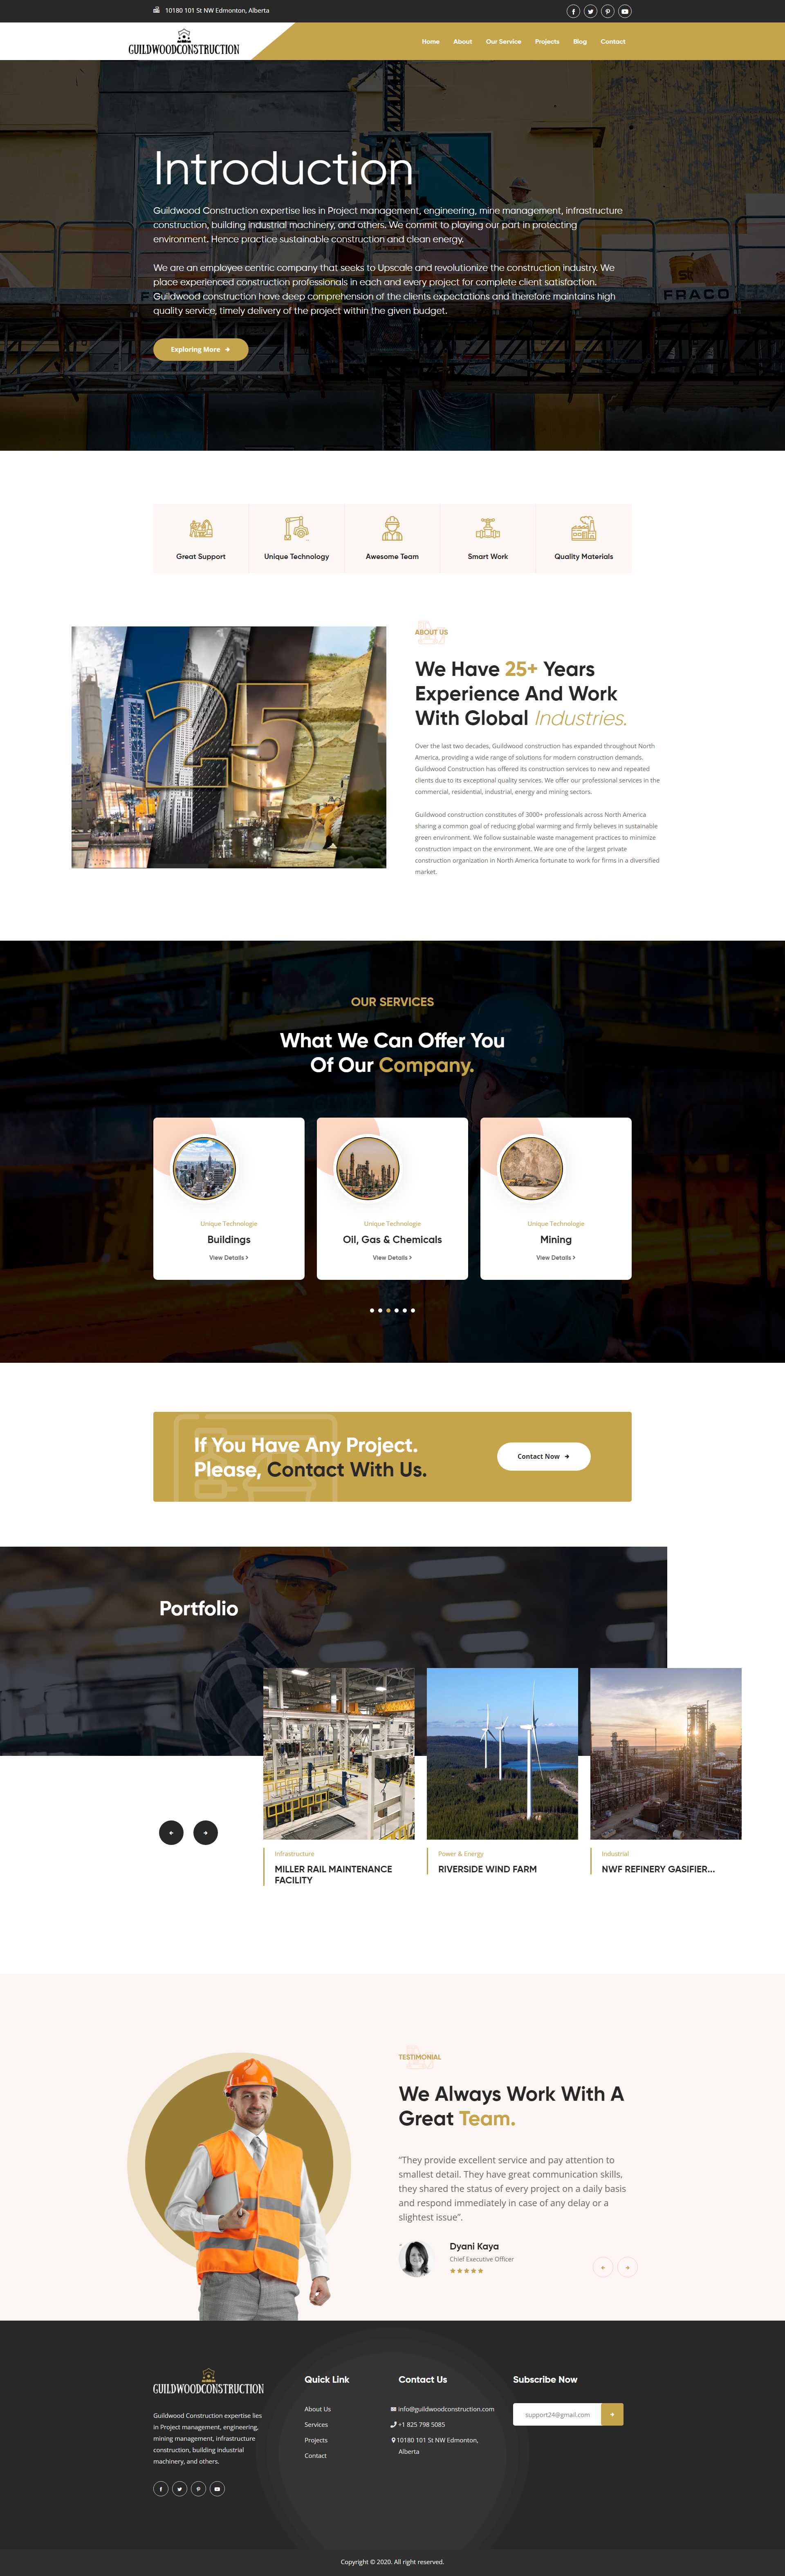 10180 101 St NW Edmonton, Alberta
GUILDWOODCONSTRUCTION
Home About Our Service Projects Blog Contact
Introduction
Guildwood Construction expertise lies in Project management, engineering, mine management, infrastructure
construction, building industrial machinery, and others. We commit to playing our part in protecting
environment. Hence practice sustainable construction and clean energy.
We are an employee centric company that seeks to Upscale and revolutionize the construction industry. We
place experienced construction professionals in each and every project for complete client satisfaction.
Guildwood construction have deep comprehension of the clients expectations and therefore maintains high
quality service, timely delivery of the project within the given budget.
FRACO
Exploring More
Great Support
Unique Technology
Awesome Team
Smart Work
Quality Materials
25
ABOUT US
We Have 25+ Years
Experience And Work
With Global Industries.
Over the last two decades, Guildwood construction has expanded throughout North
America, providing a wide range of solutions for modern construction demands.
Guildwood Construction has offered its construction services to new and repeated
clients due to its exceptional quality services. We offer our professional services in the
commercial, residential, industrial, energy and mining sectors.
Guildwood construction constitutes of 3000+ professionals across North America
sharing a common goal of reducing global warming and firmly believes in sustainable
green environment. We follow sustainable waste management practices to minimize
construction impact on the environment. We are one of the largest private
construction organization in North America fortunate to work for firms in a diversified
market.
OUR SERVICES
What We Can Offer You
Of Our Company.
Unique Technologie
Buildings
View Details
Unique Technologie
Oil, Gas & Chemicals
View Details
Unique Technologie
Mining
View Details
If You Have Any Project.
Please, Contact With Us.
Contact Now
Portfolio
Infrastructure
MILLER RAIL MAINTENANCE
FACILITY
Power & Energy
RIVERSIDE WIND FARM
Industrial
NWF REFINERY GASIFIER...
TESTIMONIAL
We Always Work With A
Great Team.
"They provide excellent service and pay attention to
smallest detail. They have great communication skills,
they shared the status of every project on a daily basis
and respond immediately in case of any delay or a
slightest issue".
Dyani Kaya
Chief Executive Officer
GUILDWOODCONSTRUCTION
Guildwood Construction expertise lies
in Project management, engineering,
mining management, infrastructure
construction, building industrial
machinery, and others.
Quick Link
About Us
Services
Projects
Contact
Contact Us
info@guildwoodconstruction.com
+1 825 798 5085
10180 101 St NW Edmonton,
Alberta
Subscribe Now
support24@gmail.com
Copyright © 2020. All right reserved.